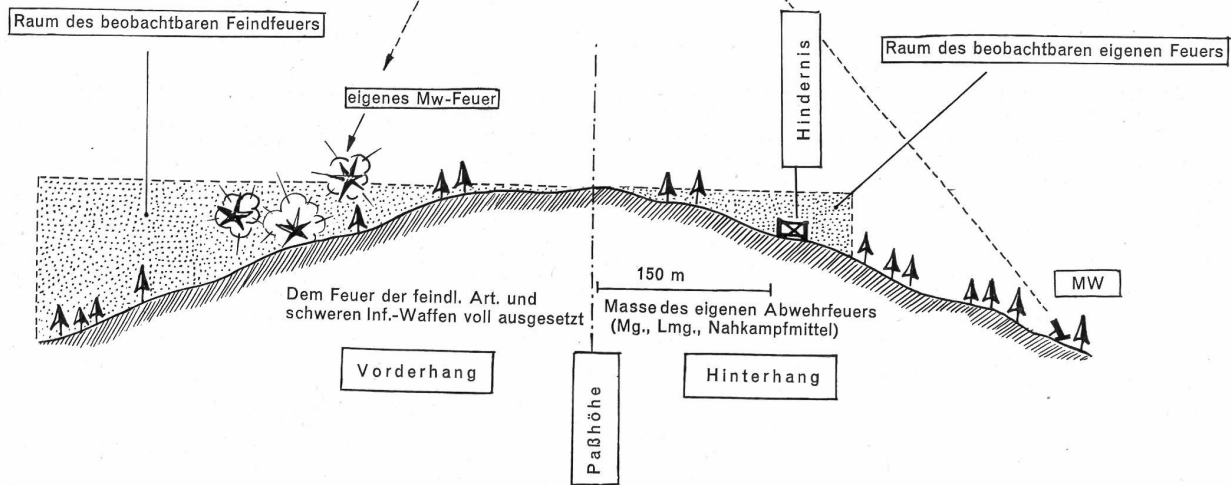 Raum des beobachtbaren Feindfeuers
eigenes Mw-Feuer
Hindernis
Raum des beobachtbaren eigenen Feuers
150 m
MW
Dem Feuer der feindl. Art. und
schweren Inf.-Waffen voll ausgesetzt
Masse des eigenen Abwehrfeuers
(Mg., Lmg., Nahkampfmittel)
Vorderhang
Paßhöhe
Hinterhang